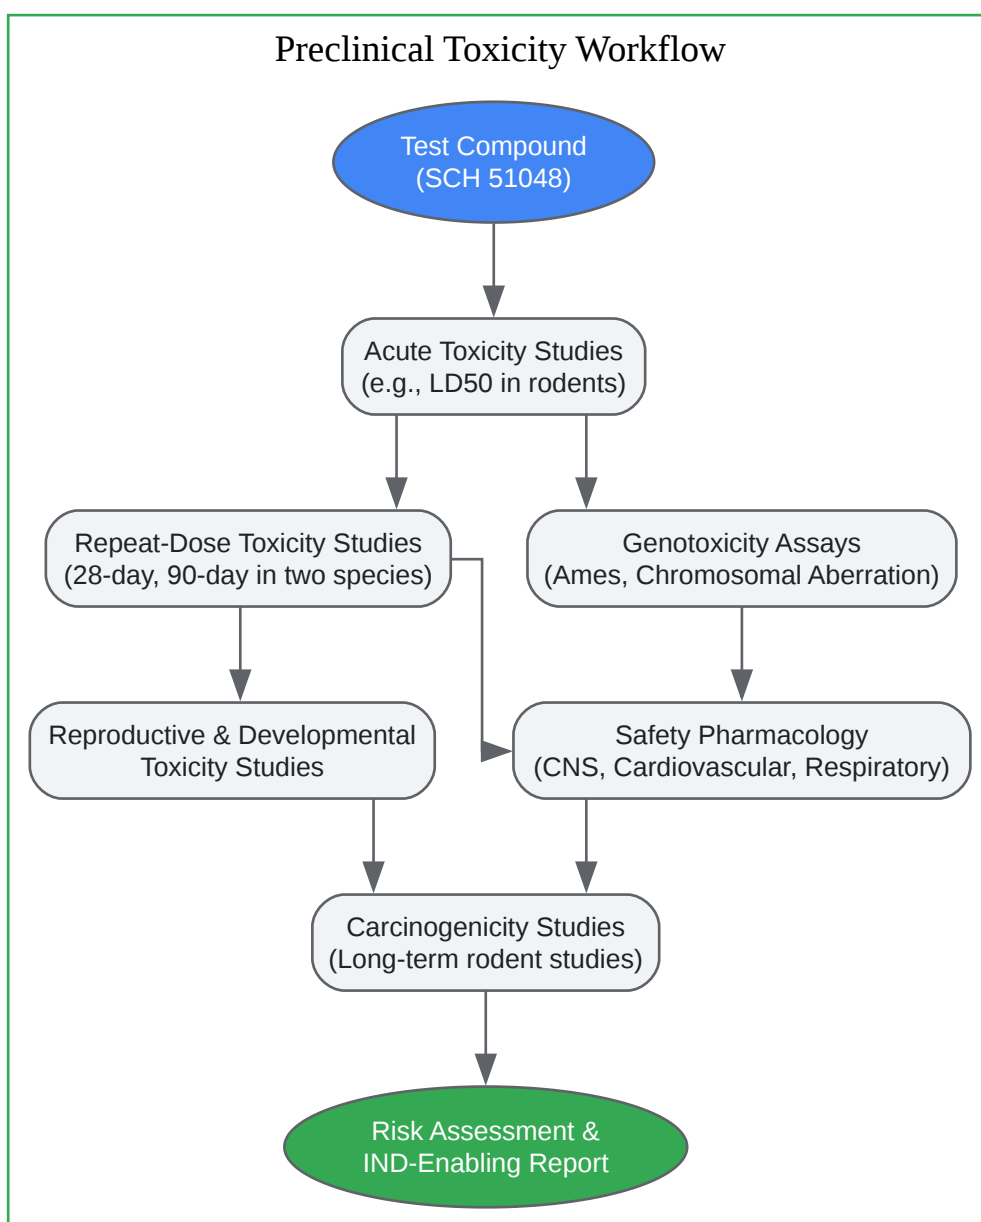 Preclinical Toxicity Workflow
Test Compound
(SCH 51048)
Acute Toxicity Studies
(e.g., LD50 in rodents)
Repeat-Dose Toxicity Studies
(28-day, 90-day in two species)
Genotoxicity Assays
(Ames, Chromosomal Aberration)
Reproductive & Developmental
Toxicity Studies
Safety Pharmacology
(CNS, Cardiovascular, Respiratory)
Carcinogenicity Studies
(Long-term rodent studies)
Risk Assessment &
IND-Enabling Report